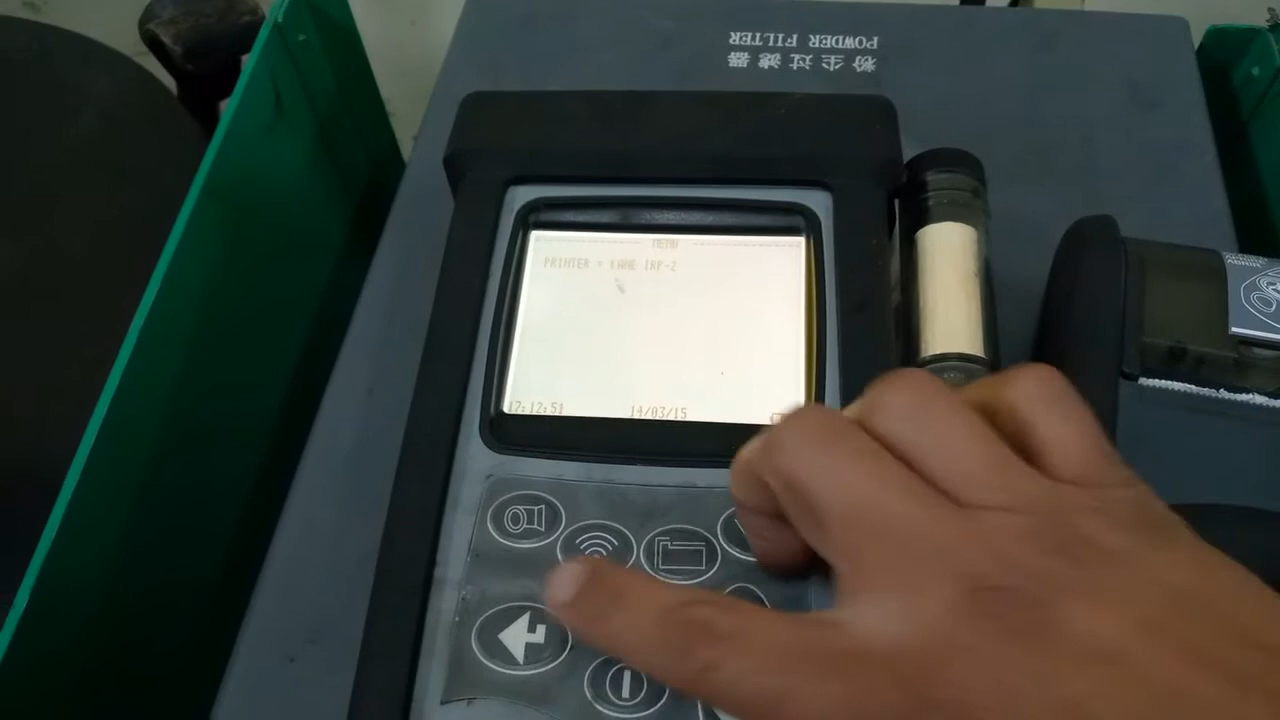 POWDER FILTER
粉尘过滤器
MENU
PRINTER = KANE IRP-2
17:12:51 14/03/15